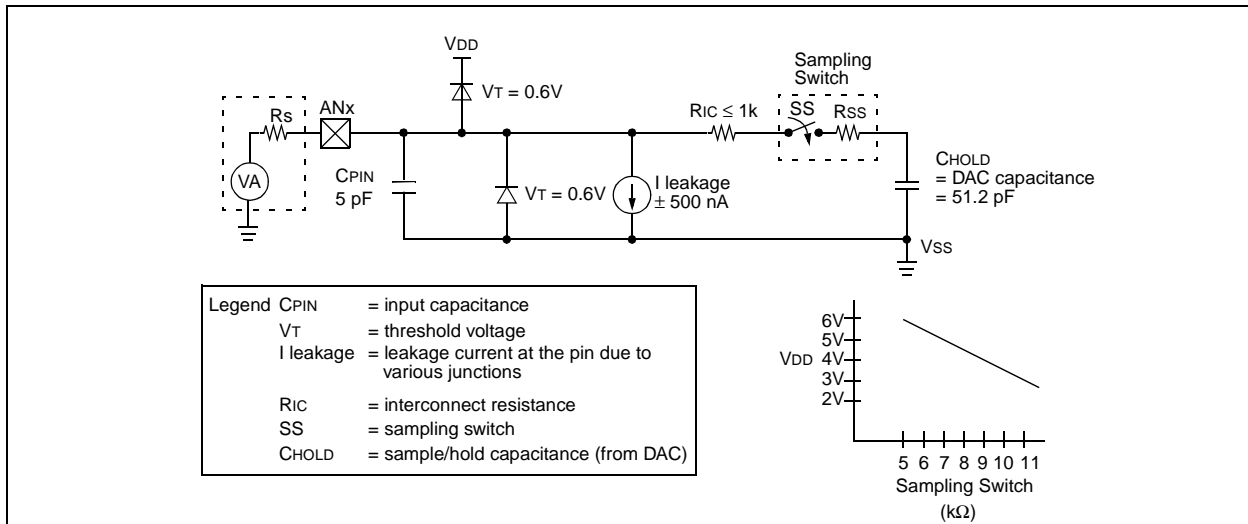 VDD
Sampling
Switch
VT = 0.6V
RS
ANx
RIC ≤ 1k
SS
RSS
VA
CPIN
5 pF
VT = 0.6V
I leakage
± 500 nA
CHOLD
= DAC capacitance
= 51.2 pF
VSS
Legend CPIN = input capacitance
VT = threshold voltage
I leakage = leakage current at the pin due to
various junctions
RIC = interconnect resistance
SS = sampling switch
CHOLD = sample/hold capacitance (from DAC)
6V
5V
VDD 4V
3V
2V
5 6 7 8 9 10 11
Sampling Switch
(kΩ)